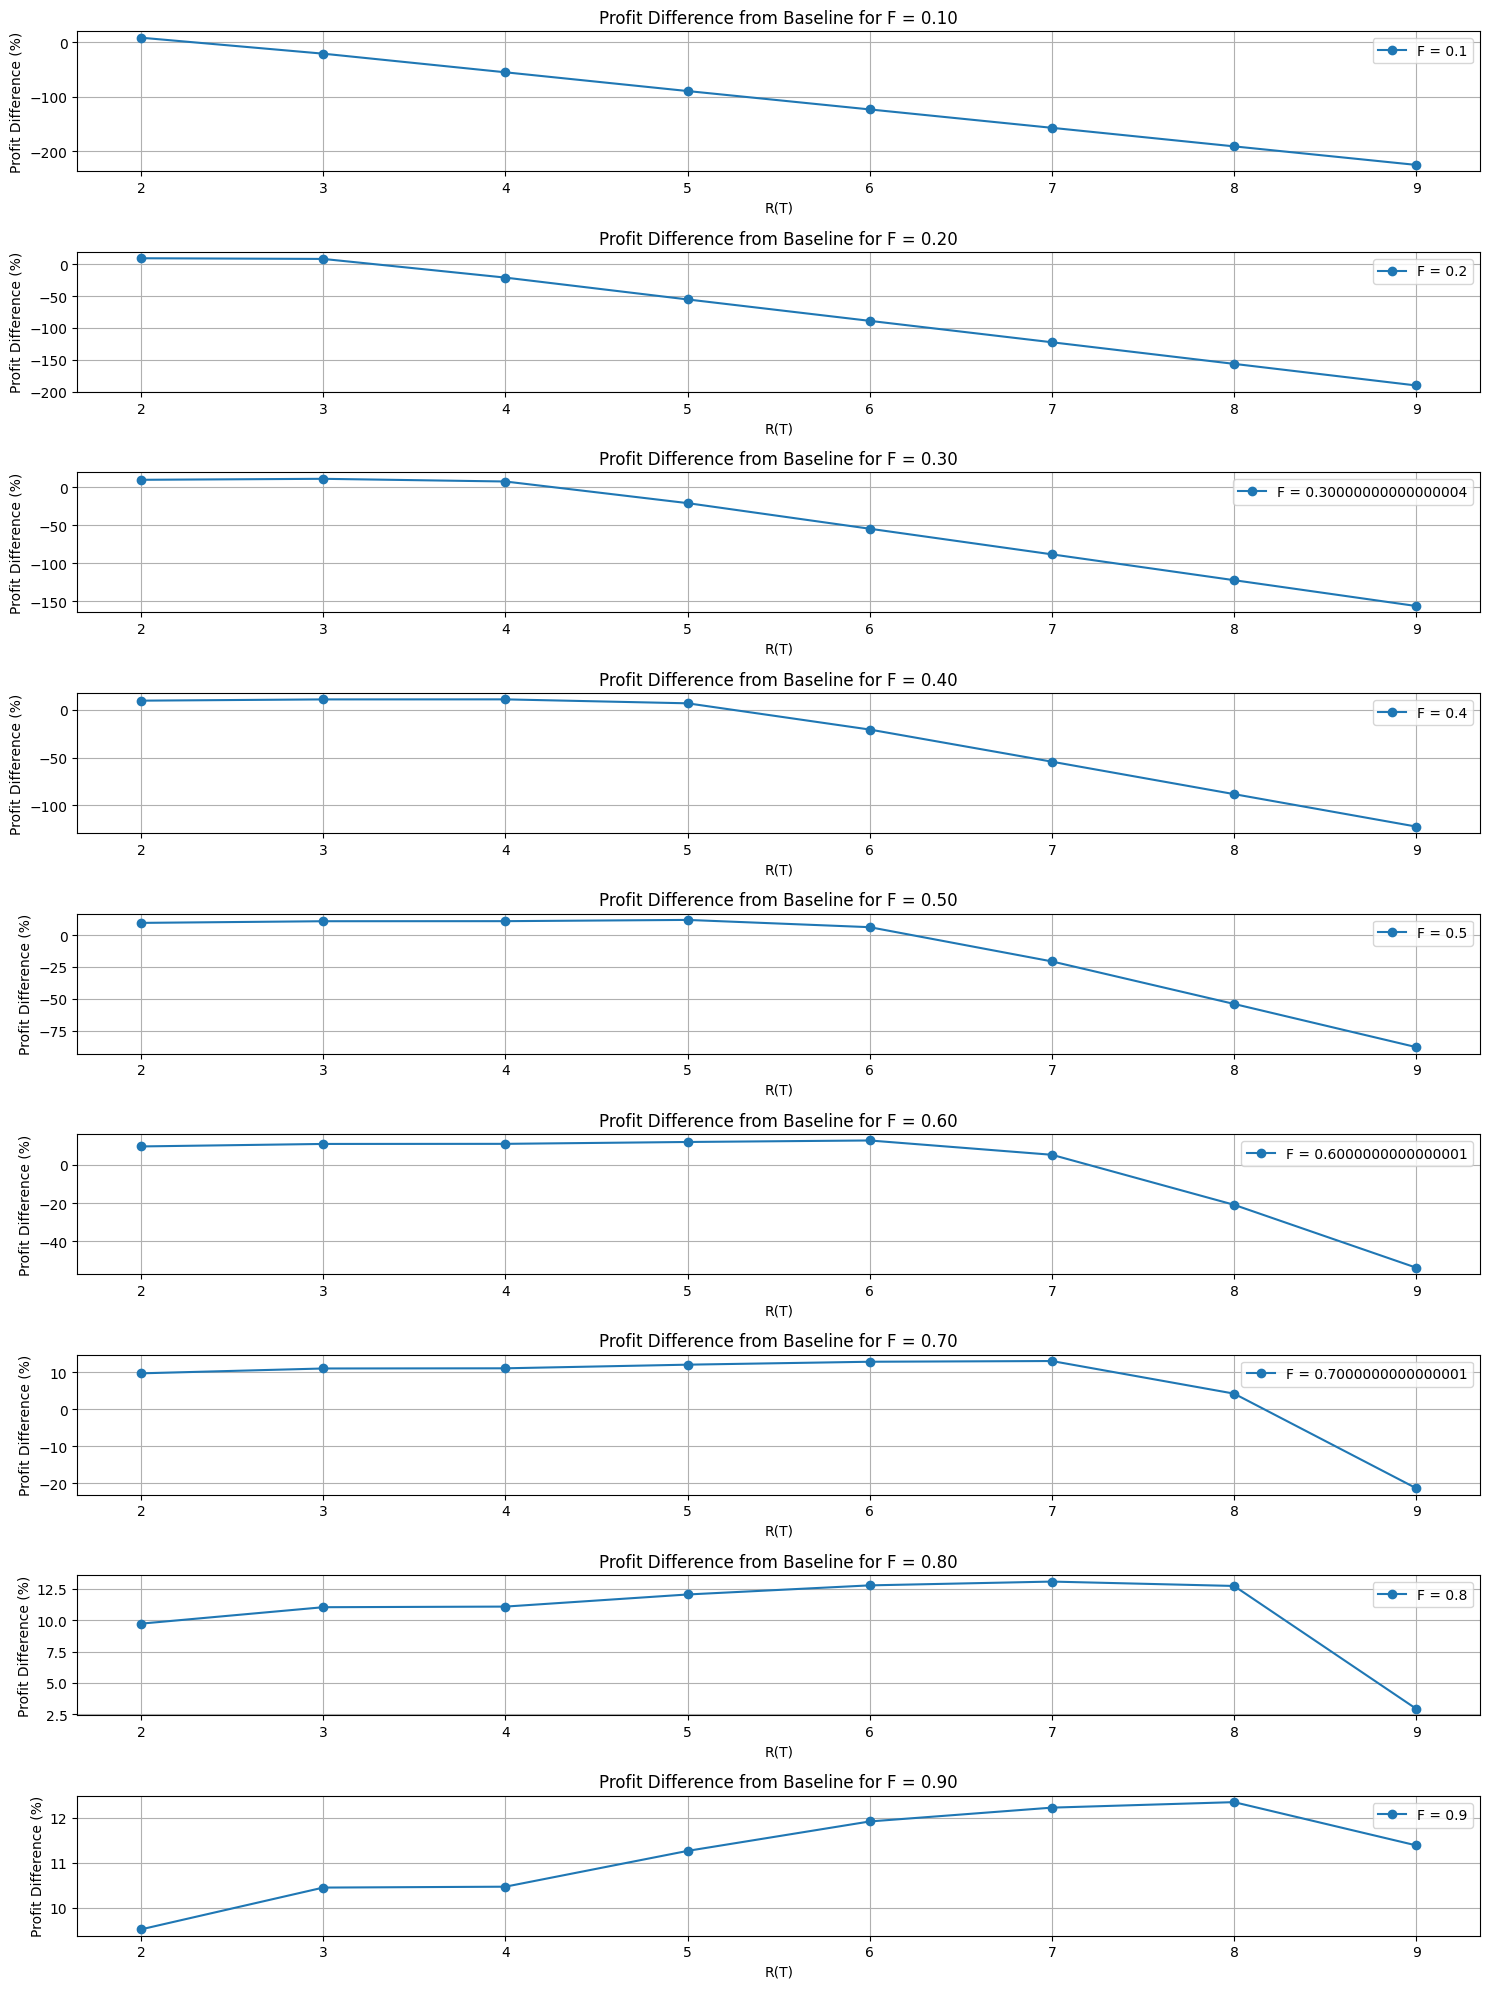 Profit Difference from Baseline for F = 0.10
Profit Difference (%)
0
−100
−200
F = 0.1
2 3 4 5 6 7 8 9
R(T)
Profit Difference from Baseline for F = 0.20
Profit Difference (%)
0
−50
−100
−150
−200
F = 0.2
2 3 4 5 6 7 8 9
R(T)
Profit Difference from Baseline for F = 0.30
Profit Difference (%)
0
−50
−100
−150
F = 0.30000000000000004
2 3 4 5 6 7 8 9
R(T)
Profit Difference from Baseline for F = 0.40
Profit Difference (%)
0
−50
−100
F = 0.4
2 3 4 5 6 7 8 9
R(T)
Profit Difference from Baseline for F = 0.50
Profit Difference (%)
0
−25
−50
−75
F = 0.5
2 3 4 5 6 7 8 9
R(T)
Profit Difference from Baseline for F = 0.60
Profit Difference (%)
0
−20
−40
F = 0.6000000000000001
2 3 4 5 6 7 8 9
R(T)
Profit Difference from Baseline for F = 0.70
Profit Difference (%)
10
0
−10
−20
F = 0.7000000000000001
2 3 4 5 6 7 8 9
R(T)
Profit Difference from Baseline for F = 0.80
Profit Difference (%)
12.5
10.0
7.5
5.0
2.5
F = 0.8
2 3 4 5 6 7 8 9
R(T)
Profit Difference from Baseline for F = 0.90
Profit Difference (%)
12
11
10
F = 0.9
2 3 4 5 6 7 8 9
R(T)